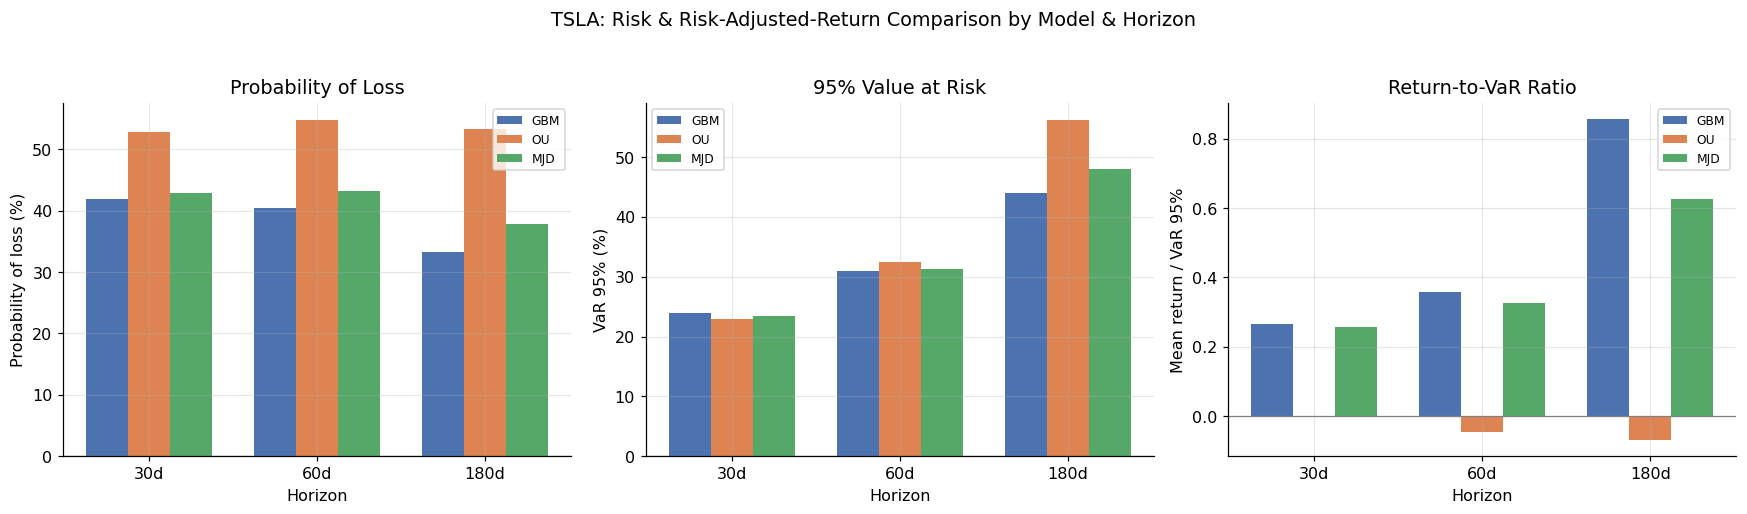 TSLA: Risk & Risk-Adjusted-Return Comparison by Model & Horizon
Probability of Loss
Probability of loss (%)
50
40
30
20
10
0
GBM
OU
MJD
30d
60d
180d
Horizon
95% Value at Risk
VaR 95% (%)
50
40
30
20
10
0
GBM
OU
MJD
30d
60d
180d
Horizon
Return-to-VaR Ratio
Mean return / VaR 95%
0.8
0.6
0.4
0.2
0.0
GBM
OU
MJD
30d
60d
180d
Horizon